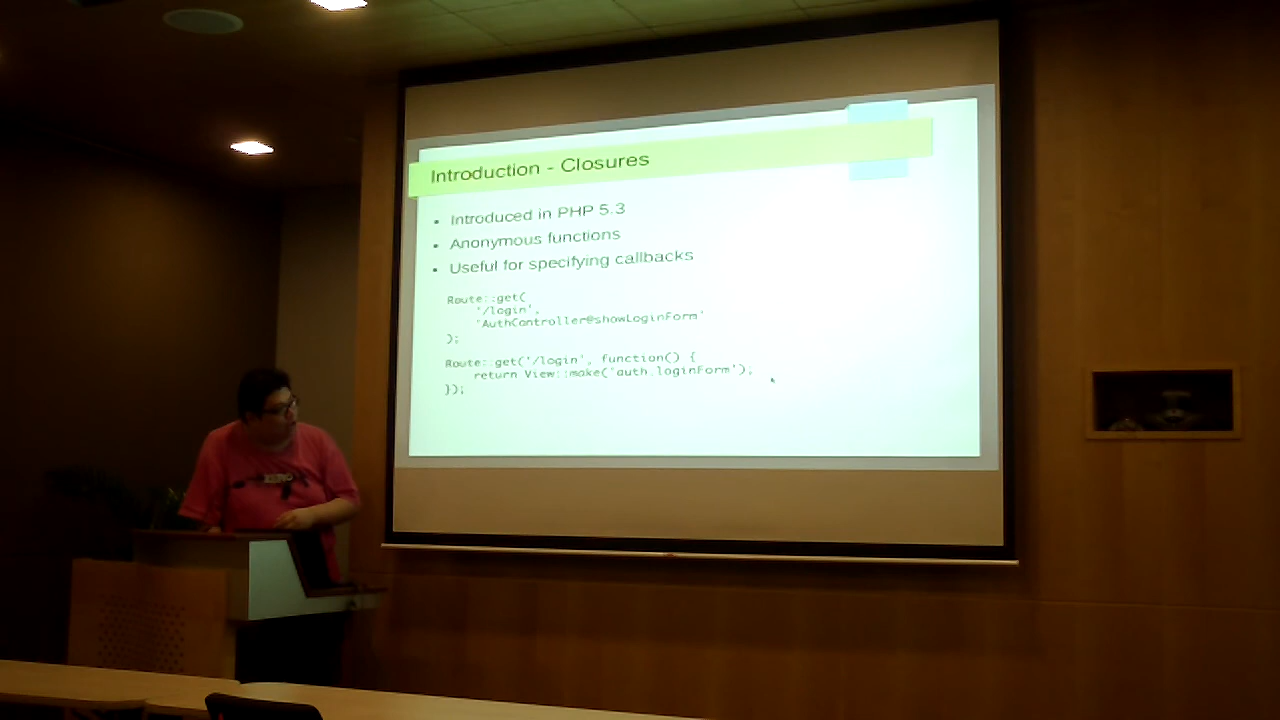 Introduction - Closures
• Introduced in PHP 5.3
• Anonymous functions
• Useful for specifying callbacks
Route::get(
'/login',
'AuthController@showLoginForm'
);
Route::get('/login', function() {
return View::make('auth.loginForm');
});